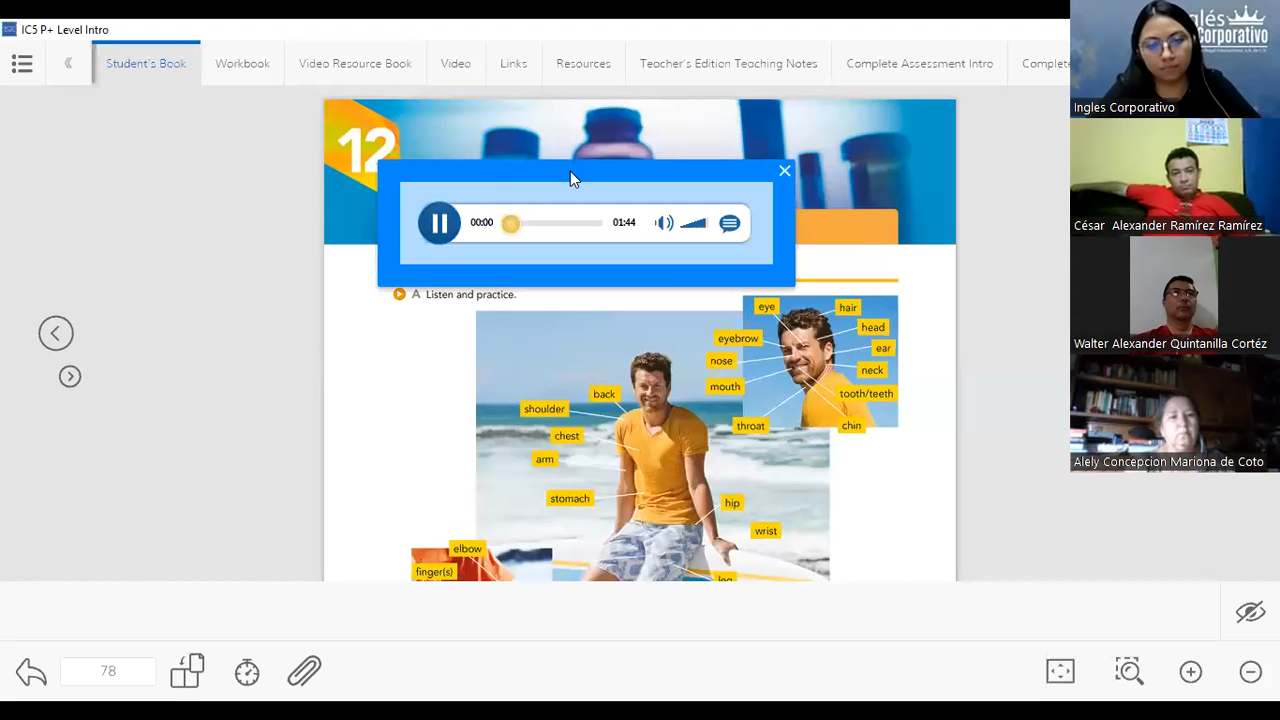 IC5 P+ Level Intro
Student's Book
Workbook
Video Resource Book
Video
Resources
Teacher's Edition Teaching Notes
Complete Assessment Intro
Complete
12
00:00
01:44
A Listen and practice.
eye
hair
head
eyebrow
ear
nose
neck
mouth
tooth/teeth
throat
chin
back
shoulder
chest
arm
stomach
hip
wrist
elbow
finger(s)
leg
78
glés
Corporativo
Ingles Corporativo
César Alexander Ramírez Ramírez
Walter Alexander Quintanilla Cortéz
Alely Concepcion Mariona de Coto